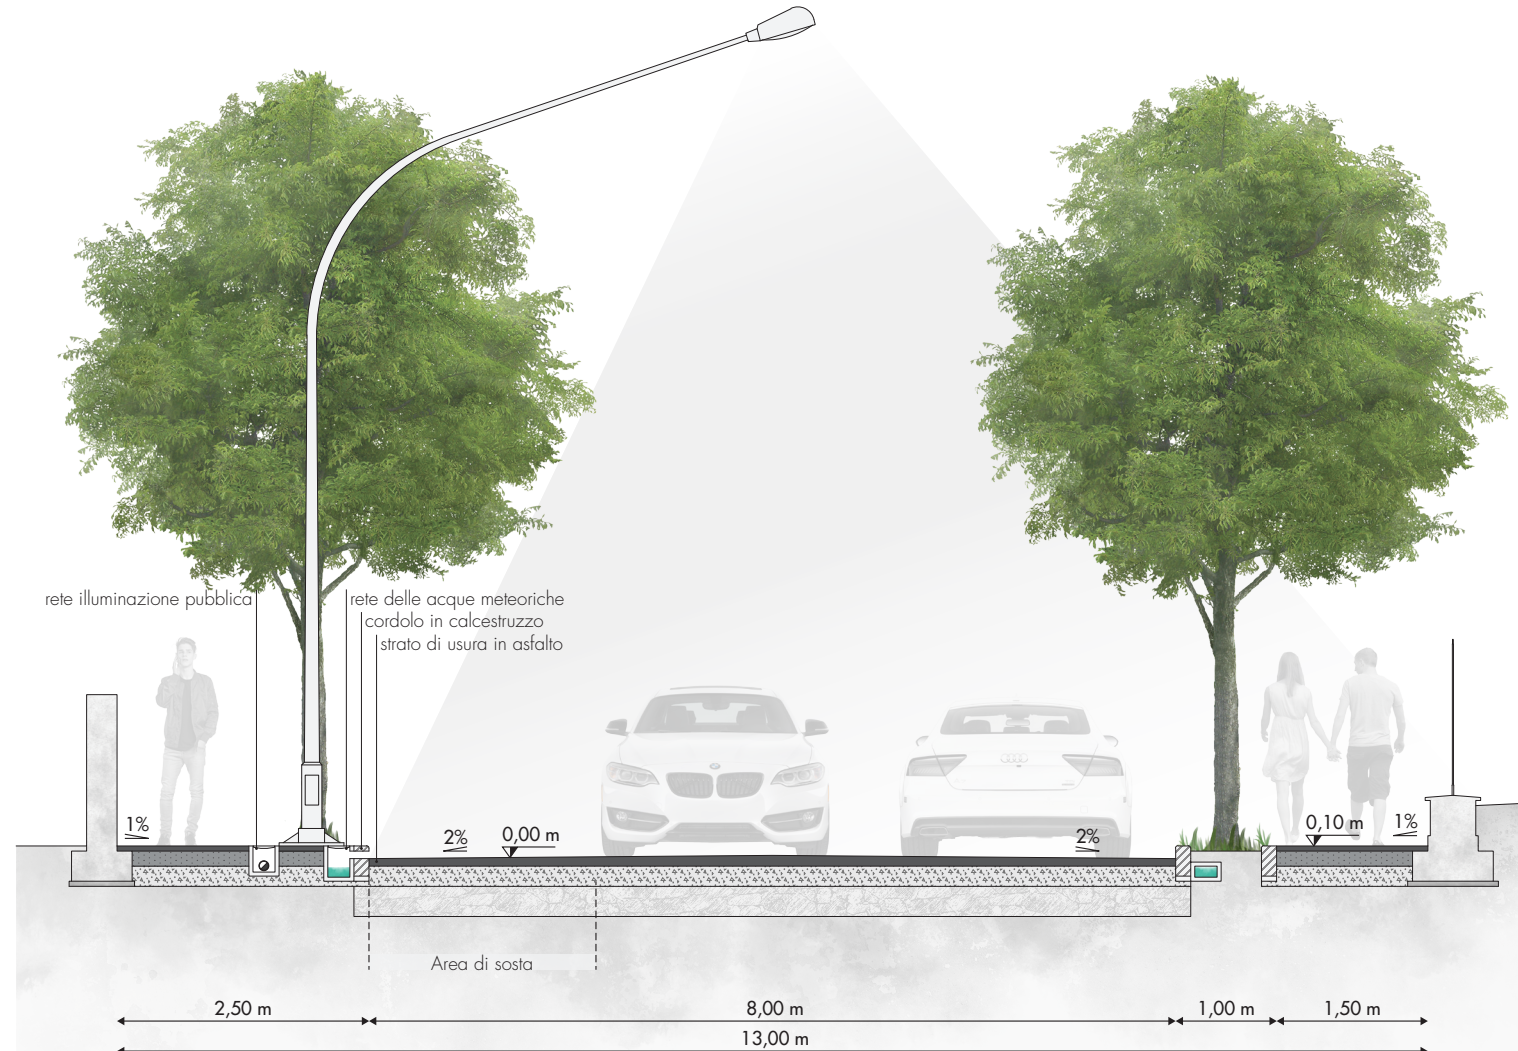 rete illuminazione pubblica
rete delle acque meteoriche
cordolo in calcestruzzo
strato di usura in asfalto
1%
2%
0,00 m
2%
0,10 m
1%
Area di sosta
2,50 m
8,00 m
1,00 m
1,50 m
13,00 m